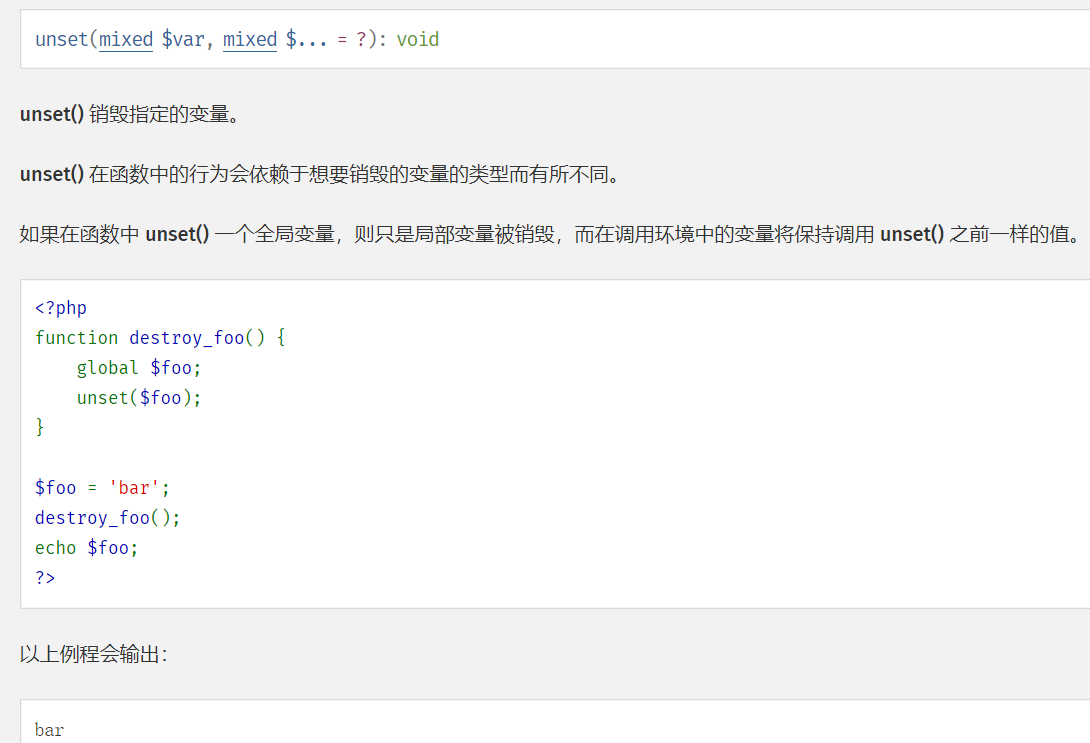 unset(mixed $var, mixed $... = ?): void
unset() 销毁指定的变量。
unset() 在函数中的行为会依赖于想要销毁的变量的类型而有所不同。
如果在函数中 unset() 一个全局变量，则只是局部变量被销毁，而在调用环境中的变量将保持调用 unset() 之前一样的值。
<?php
function destroy_foo() {
    global $foo;
    unset($foo);
}
$foo = 'bar';
destroy_foo();
echo $foo;
?>
以上例程会输出：
bar